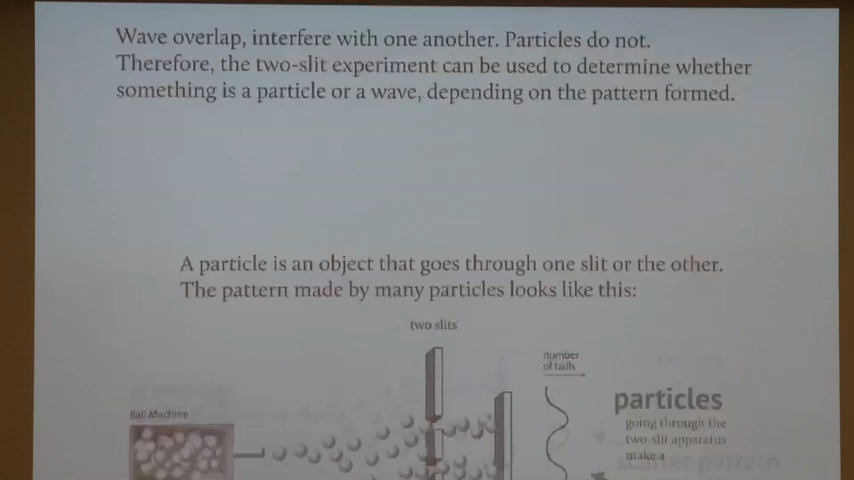 Wave overlap, interfere with one another. Particles do not.
Therefore, the two-slit experiment can be used to determine whether
something is a particle or a wave, depending on the pattern formed.
A particle is an object that goes through one slit or the other.
The pattern made by many particles looks like this:
two slits
number
of balls
Ball Machine
particles
going through the
two-slit apparatus
make a
scatter pattern